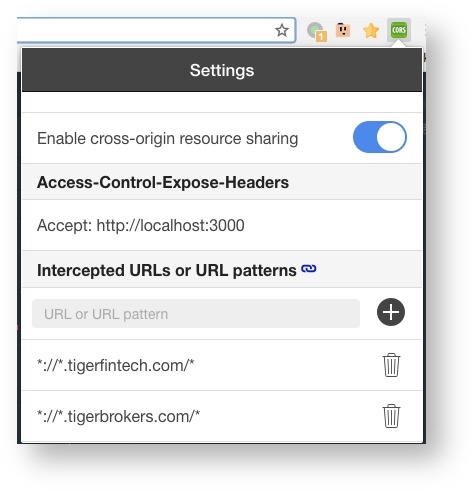 1
CORS
Settings
Enable cross-origin resource sharing
Access-Control-Expose-Headers
Accept: http://localhost:3000
Intercepted URLs or URL patterns
URL or URL pattern
*://*.tigerfintech.com/*
*://*.tigerbrokers.com/*